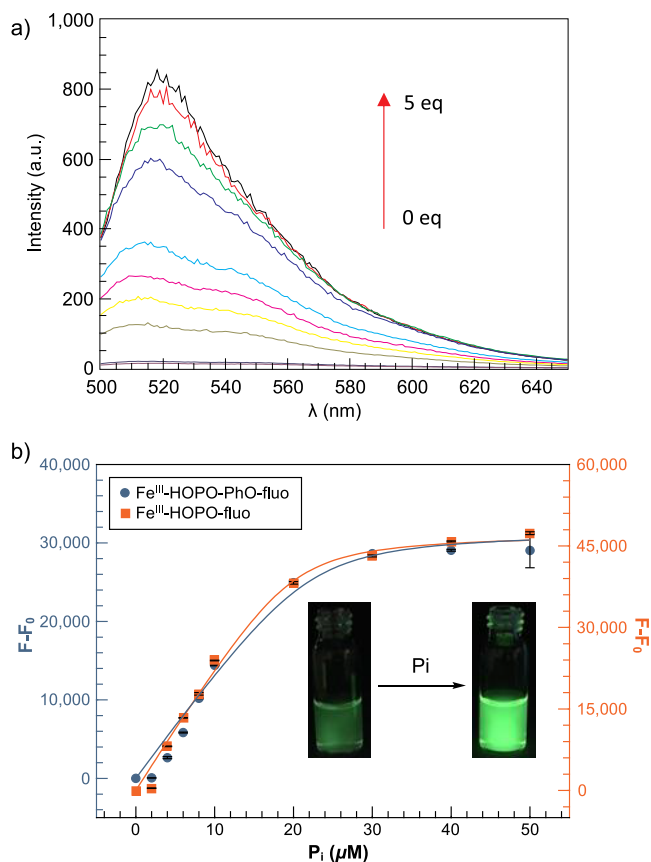 a)
1,000
800
600
400
200
0
Intensity (a.u.)
5 eq
0 eq
500 520 540 560 580 600 620 640
λ (nm)
b)
40,000
30,000
20,000
10,000
0
F-F₀
Feᴵᴵᴵ-HOPO-PhO-fluo
Feᴵᴵᴵ-HOPO-fluo
Pi
60,000
45,000
30,000
15,000
0
F-F₀
0 10 20 30 40 50
Pᵢ (µM)